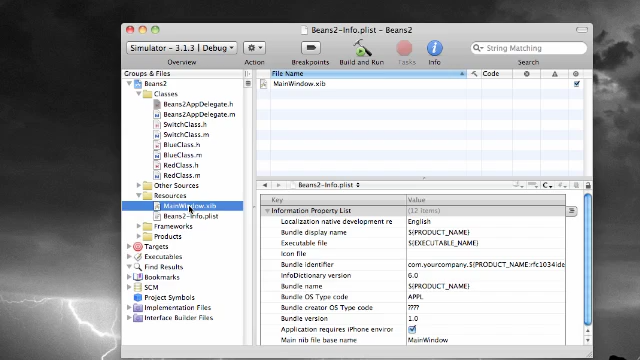 Beans2-Info.plist – Beans2
Simulator - 3.1.3 | Debug
String Matching
Overview
Action
Breakpoints
Build and Run
Tasks
Info
Search
Groups & Files
Beans2
Classes
Beans2AppDelegate.h
Beans2AppDelegate.m
SwitchClass.h
SwitchClass.m
BlueClass.h
BlueClass.m
RedClass.h
RedClass.m
Other Sources
Resources
MainWindow.xib
Beans2-Info.plist
Frameworks
Products
Targets
Executables
Find Results
Bookmarks
SCM
Project Symbols
Implementation Files
Interface Builder Files
File Name
Code
MainWindow.xib
Beans2-Info.plist
C
Key
Value
Information Property List
(12 items)
Localization native development re
English
Bundle display name
${PRODUCT_NAME}
Executable file
${EXECUTABLE_NAME}
Icon file
Bundle identifier
com.yourcompany.${PRODUCT_NAME:rfc1034ide
InfoDictionary version
6.0
Bundle name
${PRODUCT_NAME}
Bundle OS Type code
APPL
Bundle creator OS Type code
????
Bundle version
1.0
Application requires iPhone enviror
Main nib file base name
MainWindow